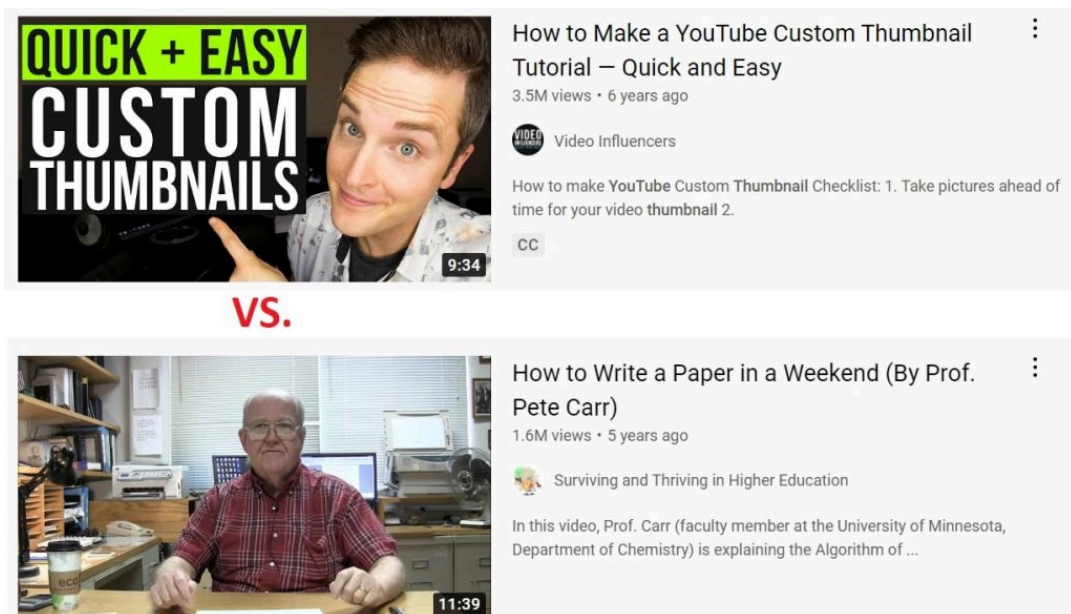 QUICK + EASY
CUSTOM
THUMBNAILS
9:34
How to Make a YouTube Custom Thumbnail
Tutorial — Quick and Easy
3.5M views • 6 years ago
VIDEO
INFLUENCERS
Video Influencers
How to make YouTube Custom Thumbnail Checklist: 1. Take pictures ahead of
time for your video thumbnail 2.
CC
VS.
eco
11:39
How to Write a Paper in a Weekend (By Prof.
Pete Carr)
1.6M views • 5 years ago
Surviving and Thriving in Higher Education
In this video, Prof. Carr (faculty member at the University of Minnesota,
Department of Chemistry) is explaining the Algorithm of ...